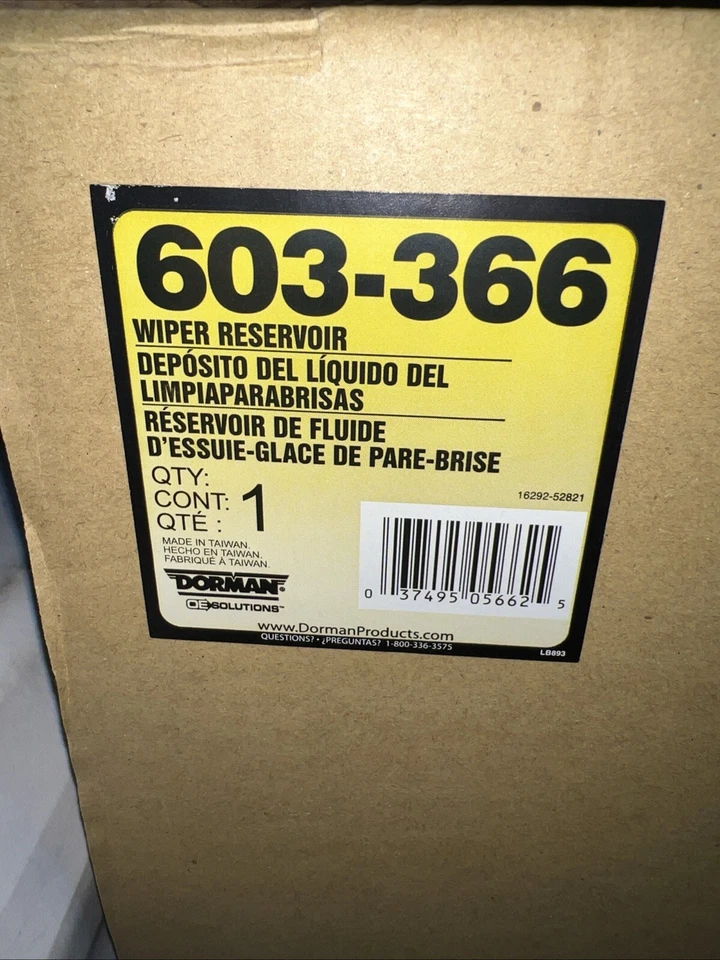 603-366
WIPER RESERVOIR
DEPÓSITO DEL LÍQUIDO DEL
LIMPIAPARABRISAS
RÉSERVOIR DE FLUIDE
D'ESSUIE-GLACE DE PARE-BRISE
QTY:
CONT: 1
QTÉ :
16292-52821
MADE IN TAIWAN.
HECHO EN TAIWAN.
FABRIQUÉ À TAIWAN.
DORMAN®
OE SOLUTIONS™
0 37495 05662 5
www.DormanProducts.com
QUESTIONS? • ¿PREGUNTAS? 1-800-336-3575
LB893